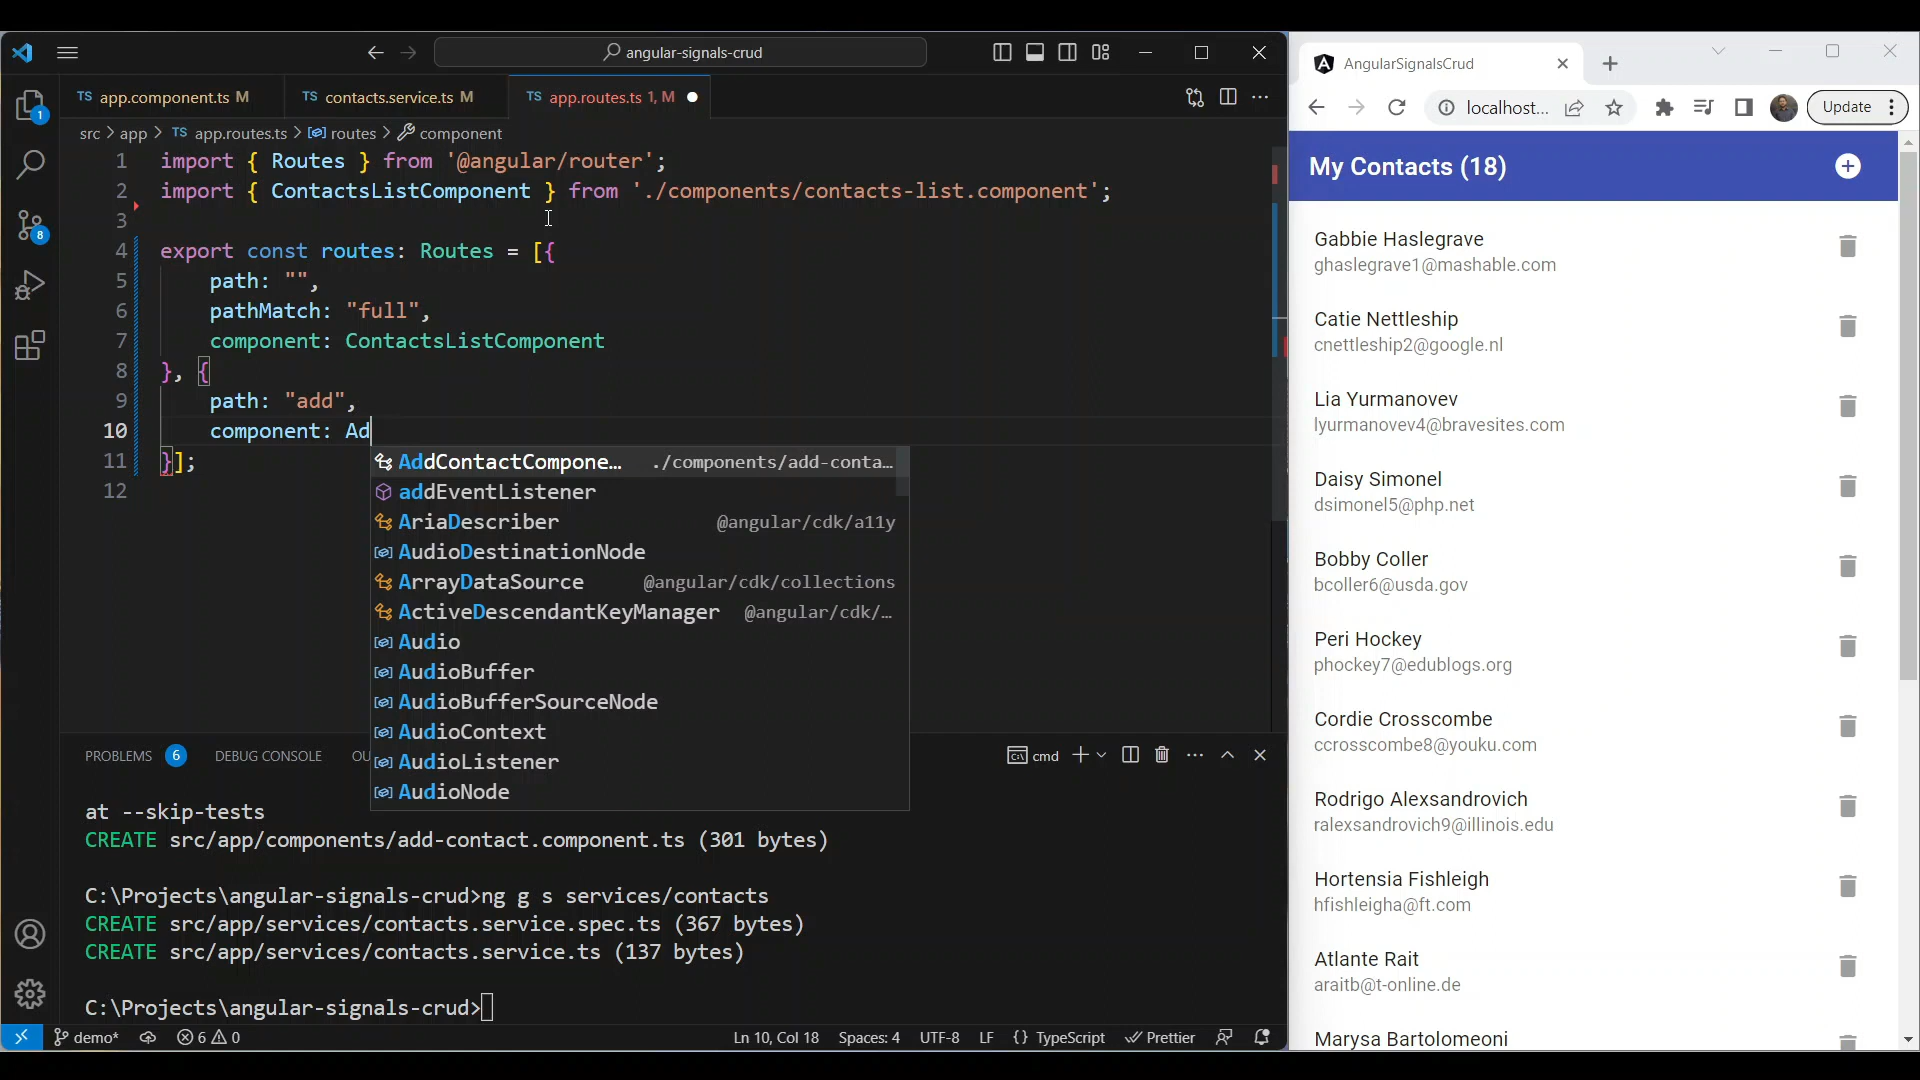 angular-signals-crud
TS app.component.ts M
TS contacts.service.ts M
TS app.routes.ts 1, M
src > app > TS app.routes.ts > routes > component
1 import { Routes } from '@angular/router';
2 import { ContactsListComponent } from './components/contacts-list.component';
3
4 export const routes: Routes = [{
5 path: "",
6 pathMatch: "full",
7 component: ContactsListComponent
8 }, {
9 path: "add",
10 component: Ad
11 }];
12
AddContactCompone… ./components/add-conta…
addEventListener
AriaDescriber @angular/cdk/a11y
AudioDestinationNode
ArrayDataSource @angular/cdk/collections
ActiveDescendantKeyManager @angular/cdk/…
Audio
AudioBuffer
AudioBufferSourceNode
AudioContext
AudioListener
AudioNode
PROBLEMS 6 DEBUG CONSOLE OU
cmd
at --skip-tests
CREATE src/app/components/add-contact.component.ts (301 bytes)
C:\Projects\angular-signals-crud>ng g s services/contacts
CREATE src/app/services/contacts.service.spec.ts (367 bytes)
CREATE src/app/services/contacts.service.ts (137 bytes)
C:\Projects\angular-signals-crud>
1
8
demo* 6 0 Ln 10, Col 18 Spaces: 4 UTF-8 LF {} TypeScript Prettier
AngularSignalsCrud
localhost...
Update
My Contacts (18)
Gabbie Haslegrave
ghaslegrave1@mashable.com
Catie Nettleship
cnettleship2@google.nl
Lia Yurmanovev
lyurmanovev4@bravesites.com
Daisy Simonel
dsimonel5@php.net
Bobby Coller
bcoller6@usda.gov
Peri Hockey
phockey7@edublogs.org
Cordie Crosscombe
ccrosscombe8@youku.com
Rodrigo Alexsandrovich
ralexsandrovich9@illinois.edu
Hortensia Fishleigh
hfishleigha@ft.com
Atlante Rait
araitb@t-online.de
Marysa Bartolomeoni